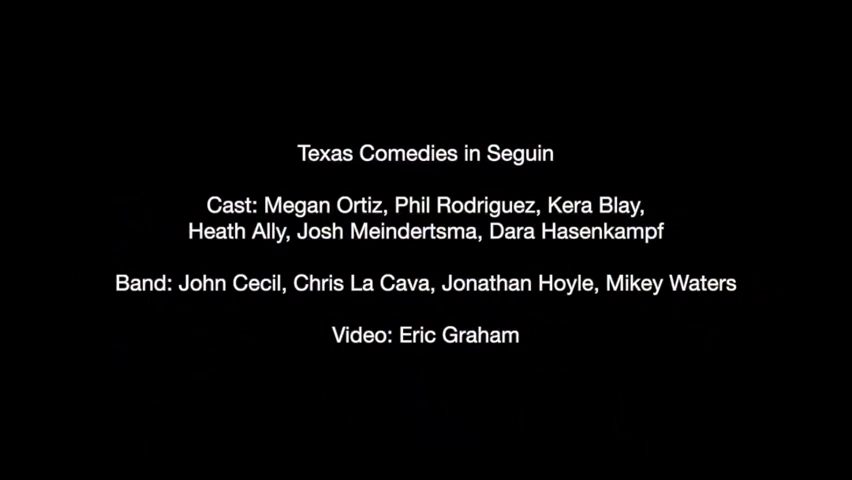 Texas Comedies in Seguin
Cast: Megan Ortiz, Phil Rodriguez, Kera Blay,
Heath Ally, Josh Meindertsma, Dara Hasenkampf
Band: John Cecil, Chris La Cava, Jonathan Hoyle, Mikey Waters
Video: Eric Graham